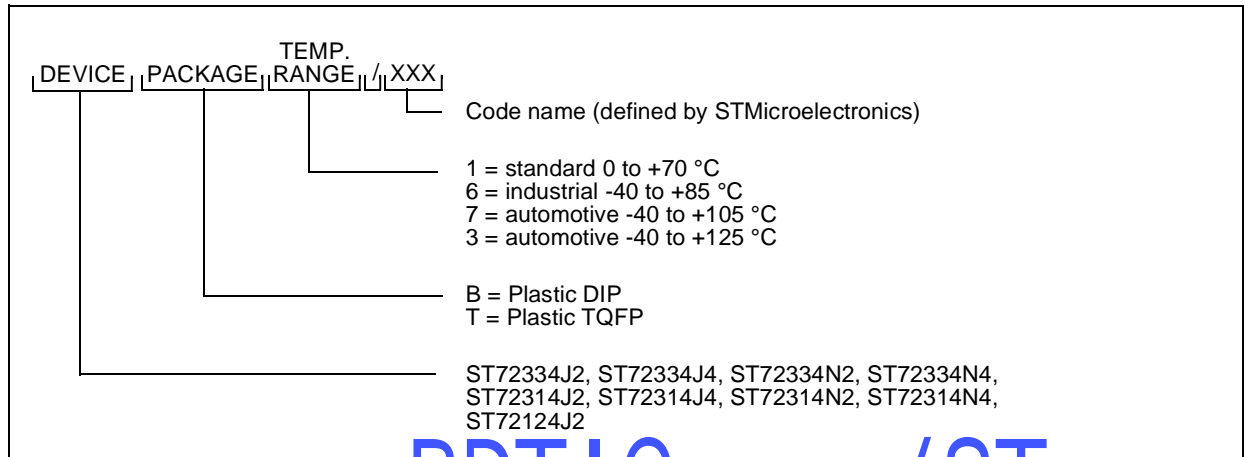 TEMP.
DEVICE PACKAGE RANGE / XXX
Code name (defined by STMicroelectronics)
1 = standard 0 to +70 °C
6 = industrial -40 to +85 °C
7 = automotive -40 to +105 °C
3 = automotive -40 to +125 °C
B = Plastic DIP
T = Plastic TQFP
ST72334J2, ST72334J4, ST72334N2, ST72334N4,
ST72314J2, ST72314J4, ST72314N2, ST72314N4,
ST72124J2